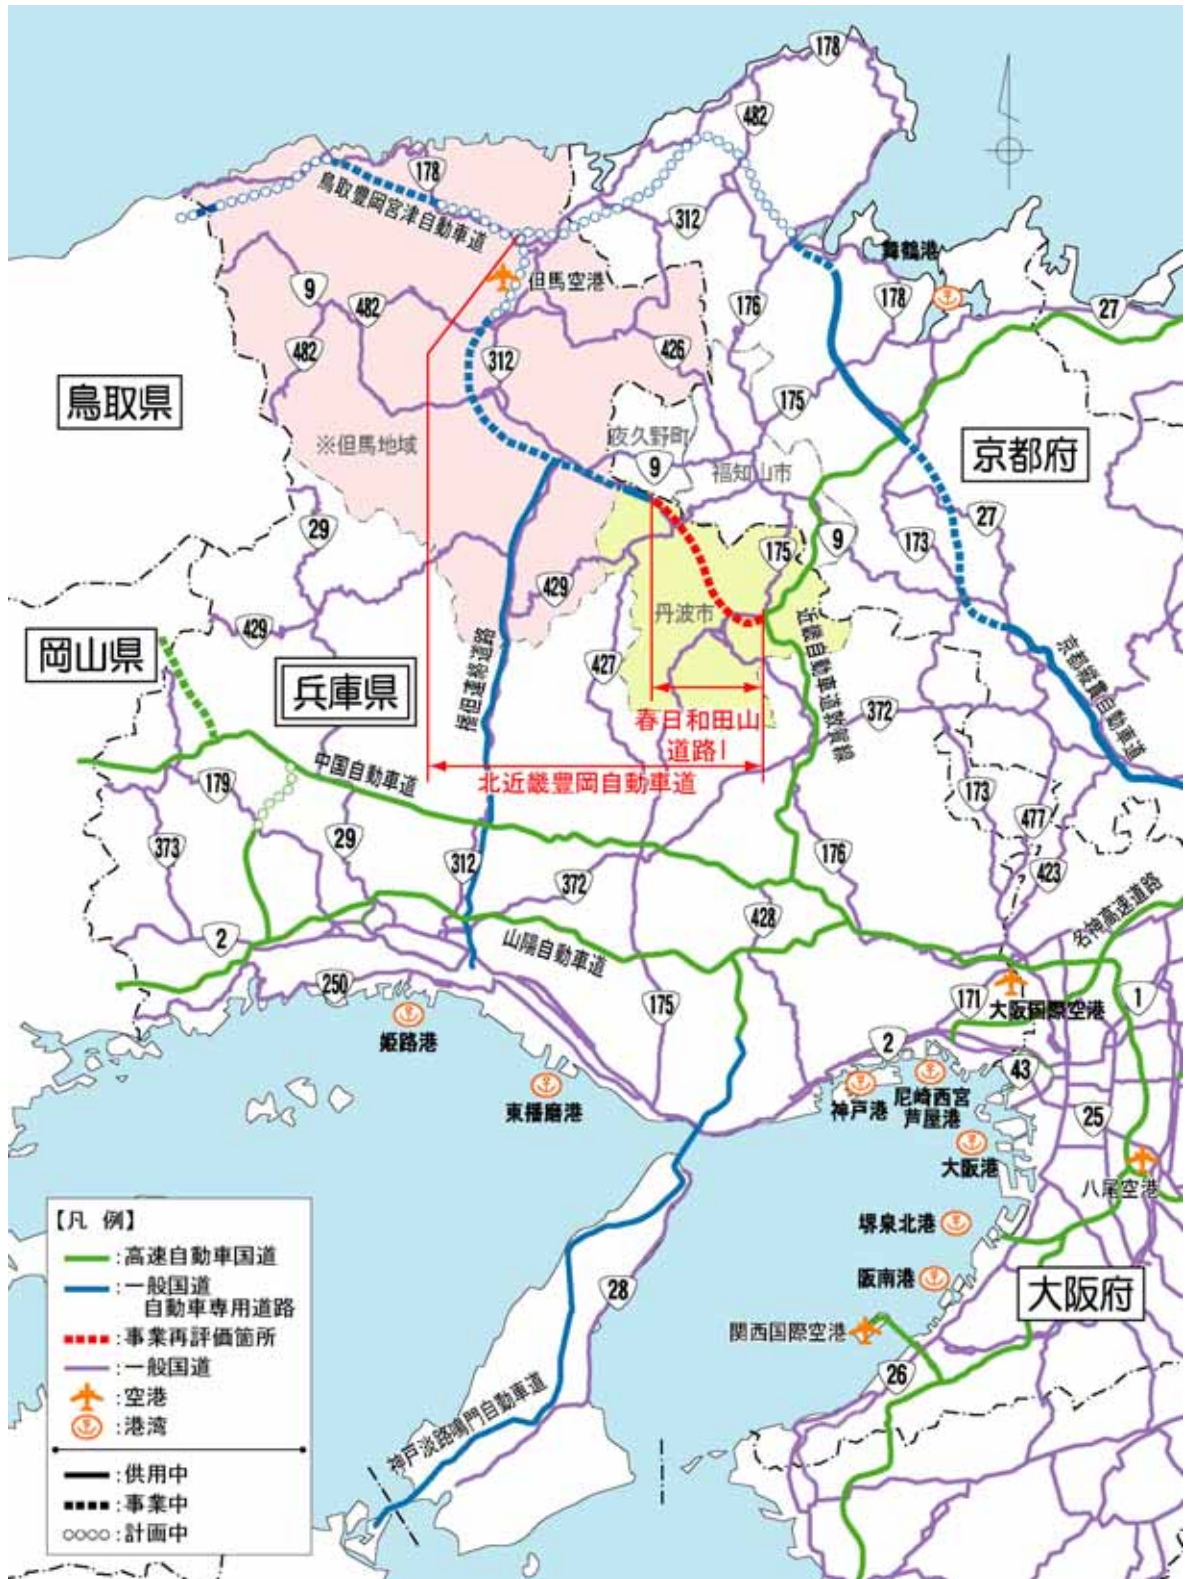 178
482
178
鳥取豊岡宮津自動車道
312
舞鶴港
但馬空港
9
482
176
178
27
482
312
426
鳥取県
175
※但馬地域
夜久野町
9
福知山市
京都府
29
27
175
9
173
429
丹波市
近畿自動車道敦賀線
429
岡山県
427
播但連絡道路
兵庫県
京都縦貫自動車道
372
春日和田山
道路Ⅰ
北近畿豊岡自動車道
中国自動車道
179
173
477
373
29
312
372
176
423
428
2
山陽自動車道
名神高速道路
250
175
171
大阪国際空港
1
姫路港
2
43
東播磨港
神戸港
尼崎西宮
芦屋港
25
大阪港
八尾空港
堺泉北港
阪南港
28
大阪府
関西国際空港
26
神戸淡路鳴門自動車道
【凡 例】
:高速自動車国道
:一般国道
自動車専用道路
:事業再評価箇所
:一般国道
:空港
:港湾
:供用中
:事業中
:計画中